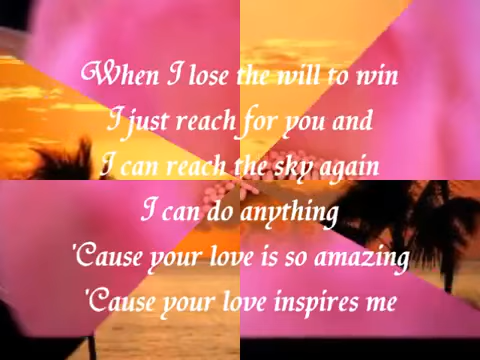 When I lose the will to win
I just reach for you and
I can reach the sky again
I can do anything
'Cause your love is so amazing
'Cause your love inspires me